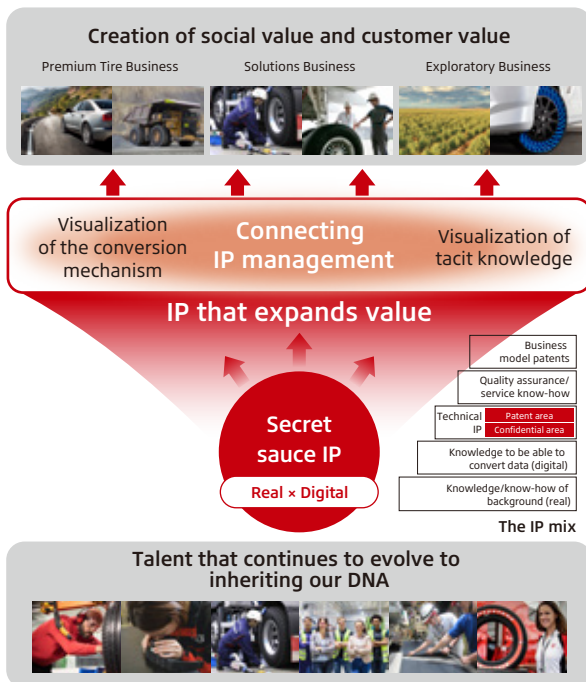 Creation of social value and customer value
Premium Tire Business
Solutions Business
Exploratory Business
Visualization
of the conversion
mechanism
Connecting
IP management
Visualization of
tacit knowledge
IP that expands value
Secret
sauce IP
Real × Digital
Business
model patents
Quality assurance/
service know-how
Technical
IP
Patent area
Confidential area
Knowledge to be able to
convert data (digital)
Knowledge/know-how of
background (real)
The IP mix
Talent that continues to evolve to
inheriting our DNA